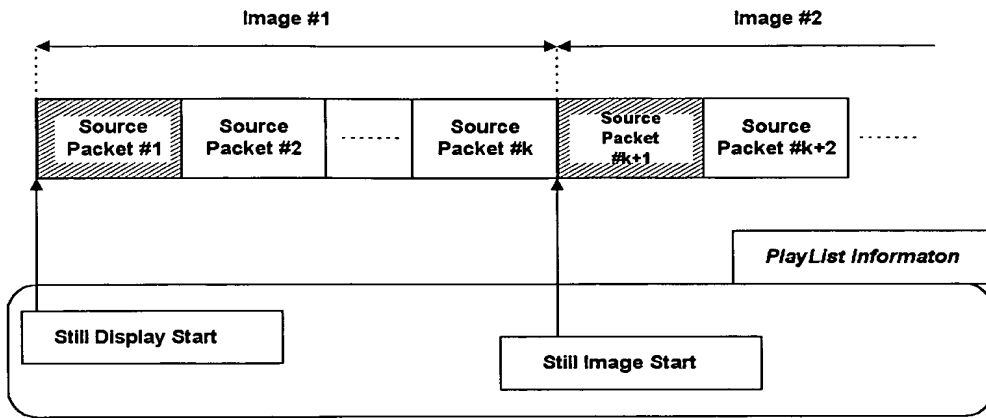 Image #1
Image #2
Source
Packet #1
Source
Packet #2
Source
Packet #k
Source
Packet
#k+1
Source
Packet #k+2
PlayList Informaton
Still Display Start
Still Image Start